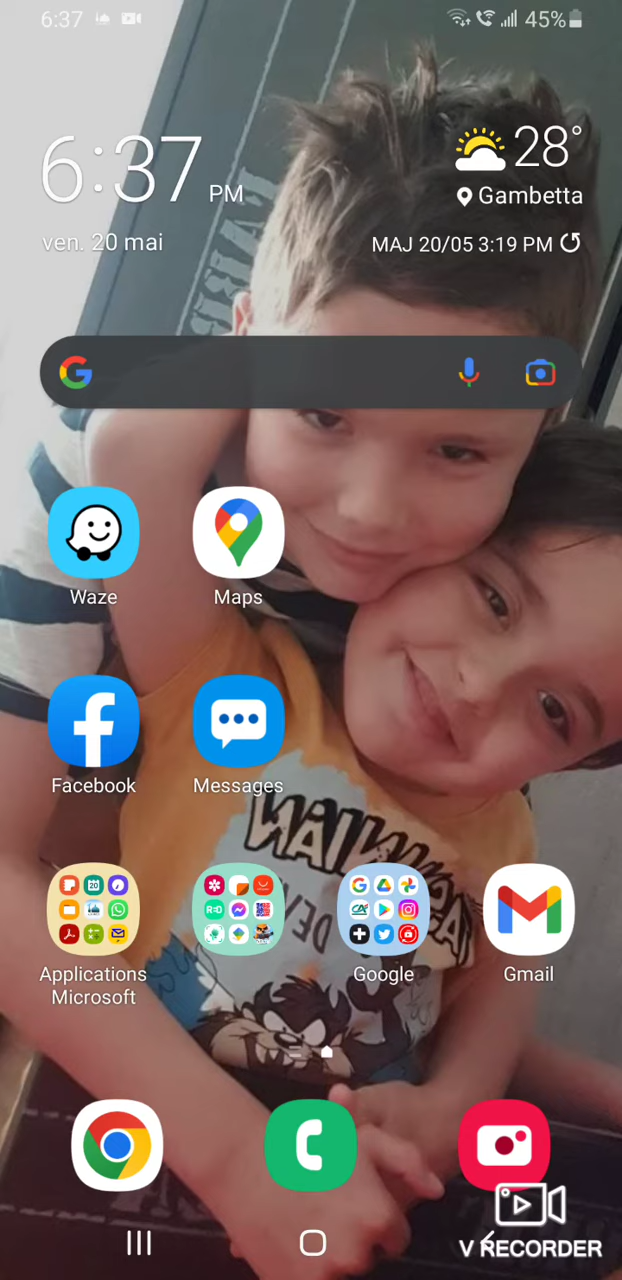 6:37
45%
6:37 PM
28°
Gambetta
ven. 20 mai
MAJ 20/05 3:19 PM
Waze
Maps
Facebook
Messages
Applications
Microsoft
Google
Gmail
V RECORDER